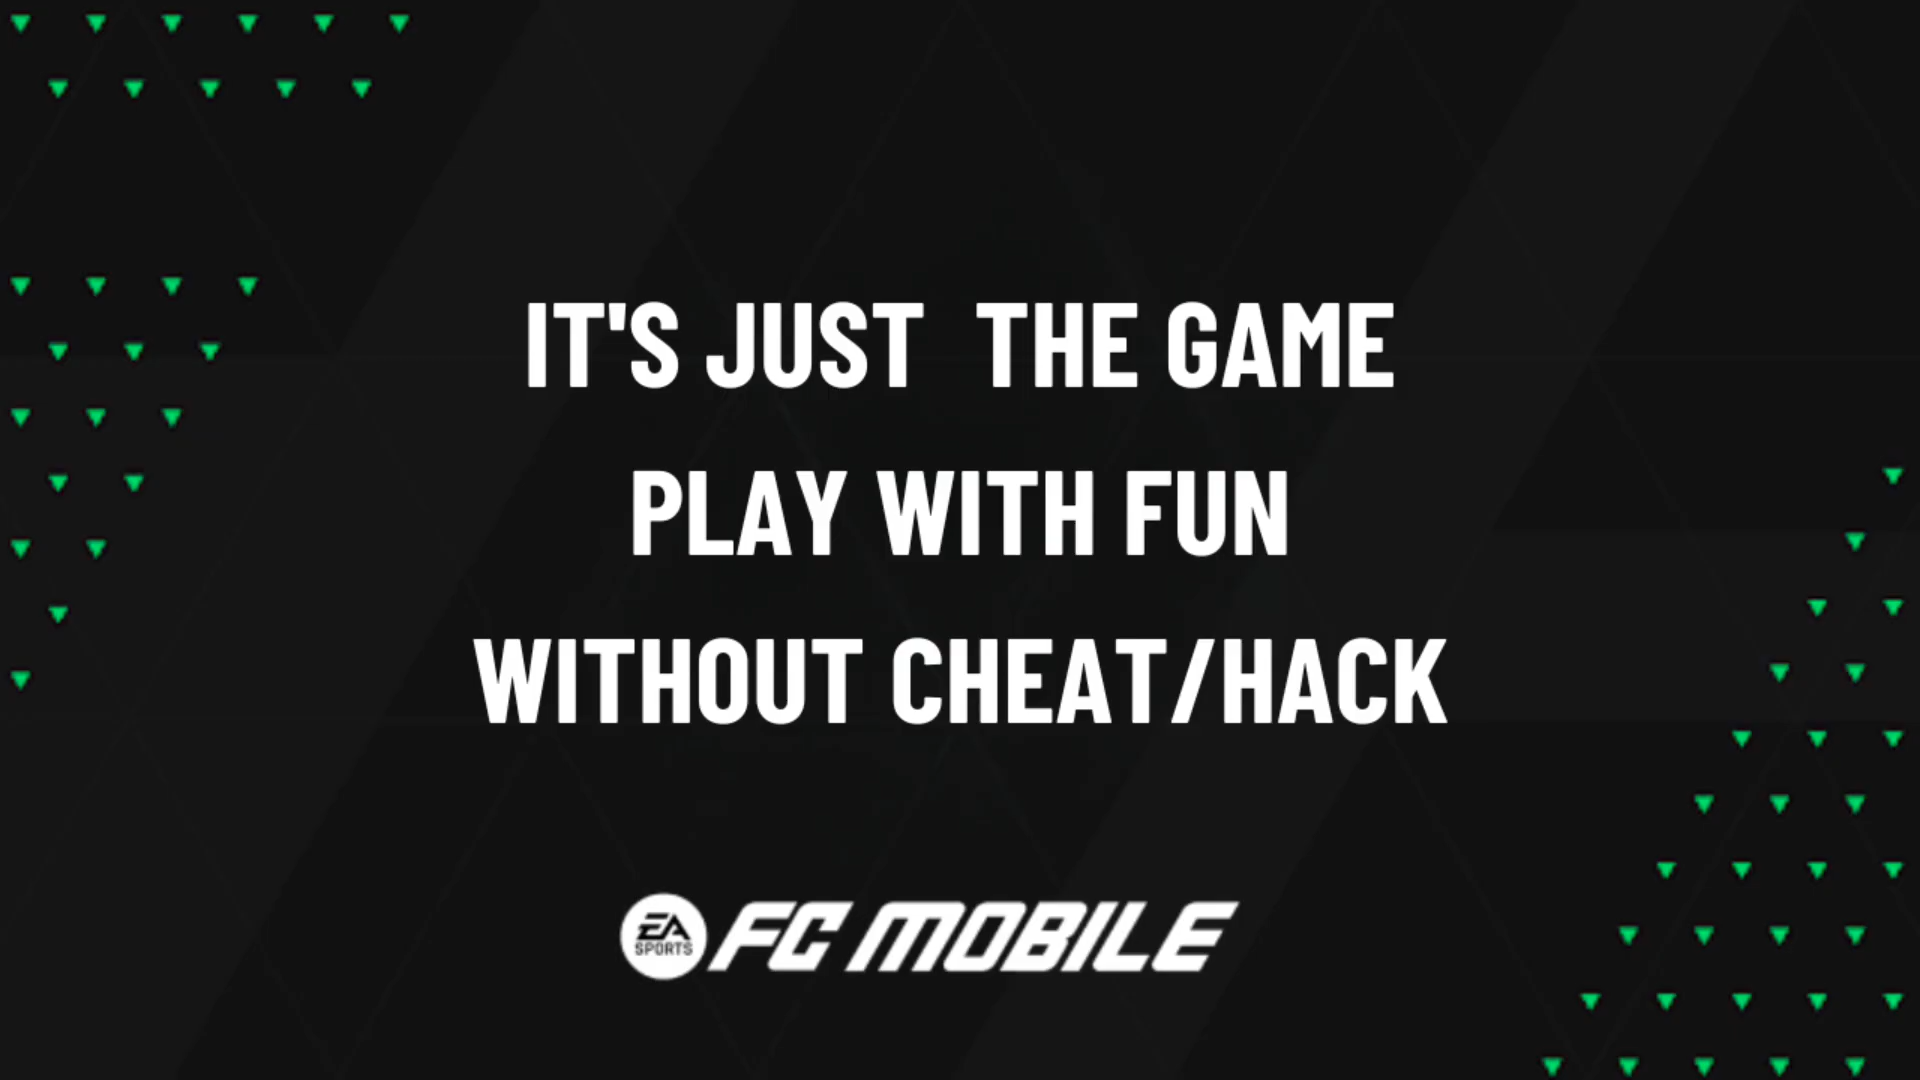 IT'S JUST  THE GAME
PLAY WITH FUN
WITHOUT CHEAT/HACK
EA SPORTS FC MOBILE